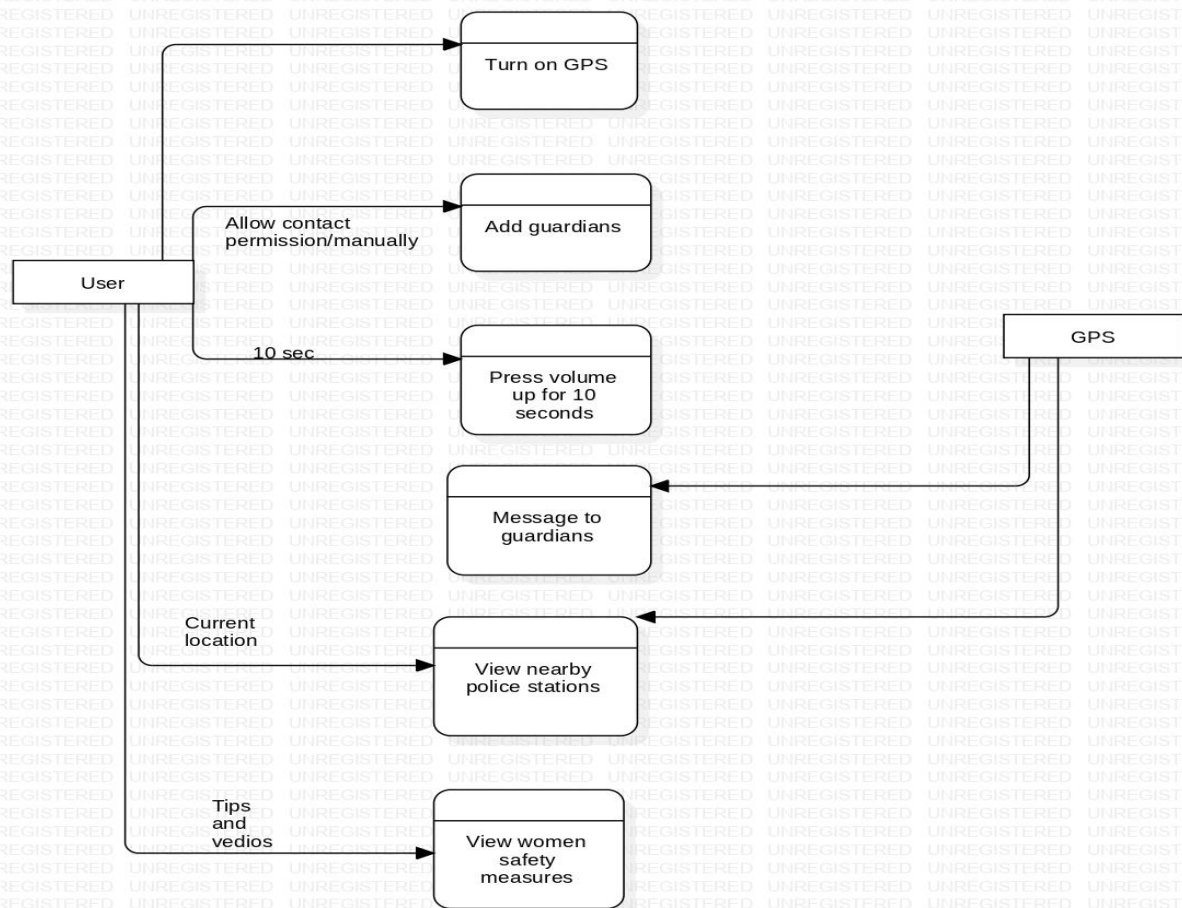 Turn on GPS
Allow contact
permission/manually
Add guardians
User
GPS
10 sec
Press volume
up for 10
seconds
Message to
guardians
Current
location
View nearby
police stations
Tips
and
vedios
View women
safety
measures
UNREGISTERED